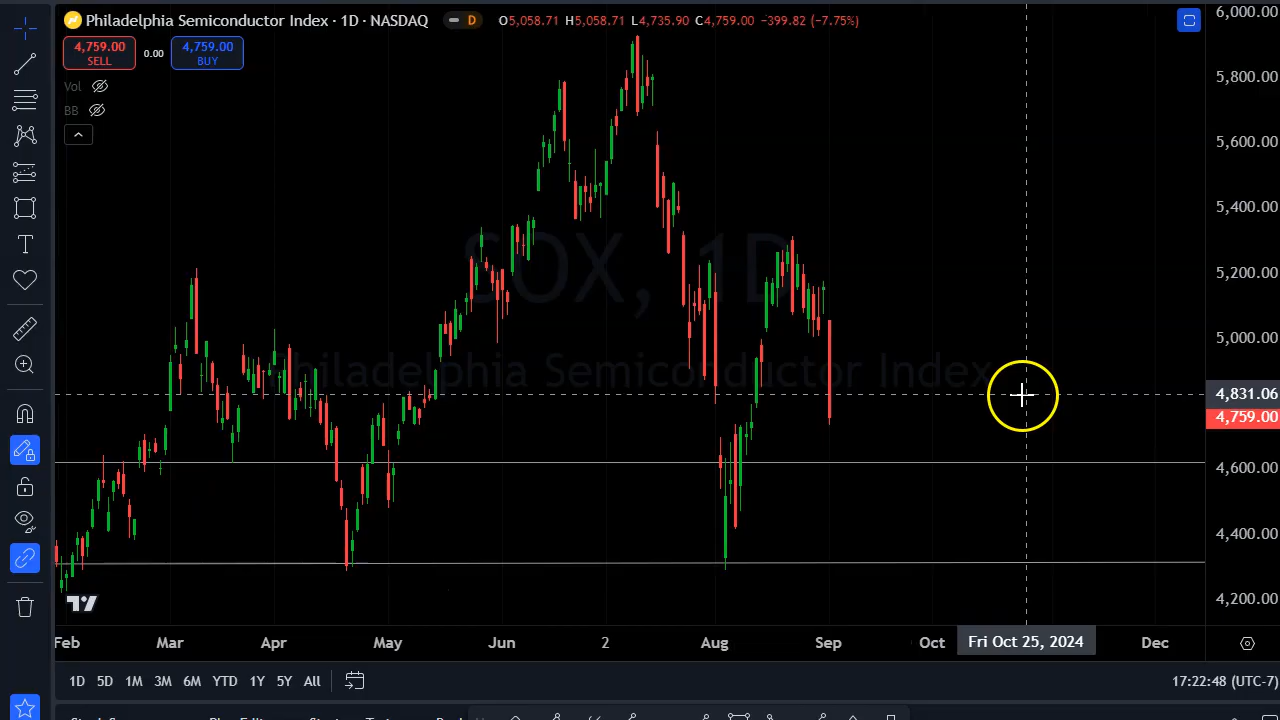 Philadelphia Semiconductor Index · 1D · NASDAQ D O5,058.71 H5,058.71 L4,735.90 C4,759.00 −399.82 (−7.75%)
4,759.00 SELL 0.00 4,759.00 BUY
Vol
BB
SOX, 1D
Philadelphia Semiconductor Index
6,000.00
5,800.00
5,600.00
5,400.00
5,200.00
5,000.00
4,831.06
4,759.00
4,600.00
4,400.00
4,200.00
Feb Mar Apr May Jun 2 Aug Sep Oct Fri Oct 25, 2024 Dec
1D 5D 1M 3M 6M YTD 1Y 5Y All 17:22:48 (UTC-7)